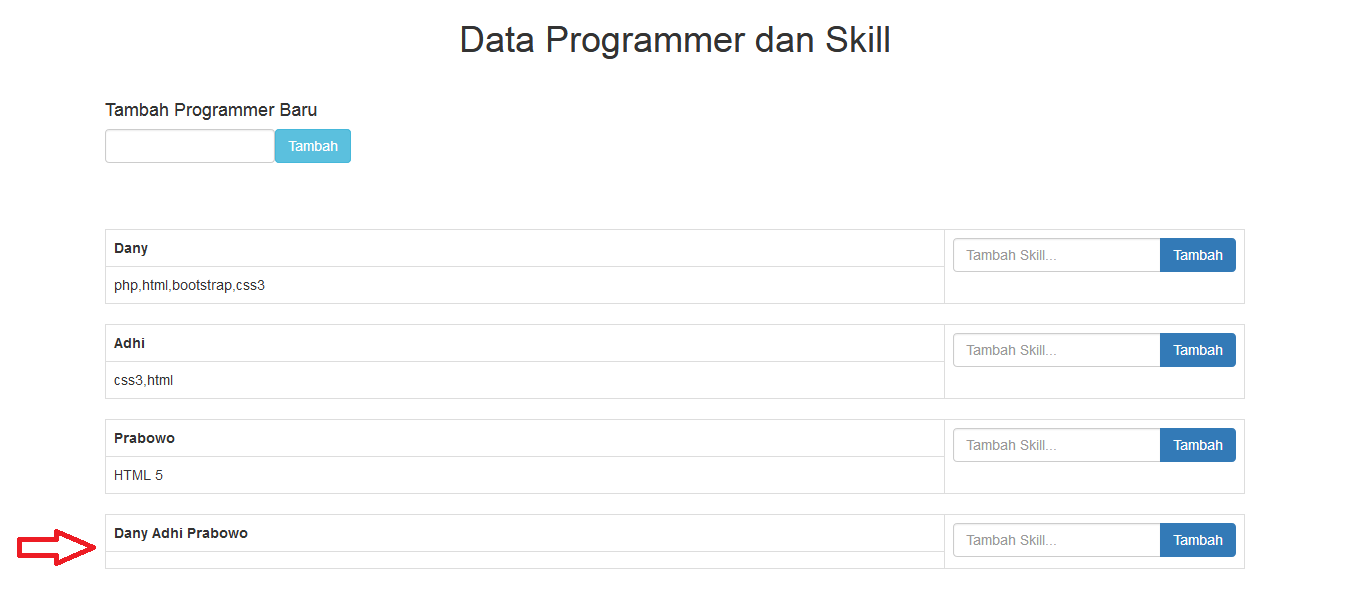 Data Programmer dan Skill
Tambah Programmer Baru
Tambah
Dany
Tambah Skill... Tambah
php,html,bootstrap,css3
Adhi
Tambah Skill... Tambah
css3,html
Prabowo
Tambah Skill... Tambah
HTML 5
Dany Adhi Prabowo
Tambah Skill... Tambah